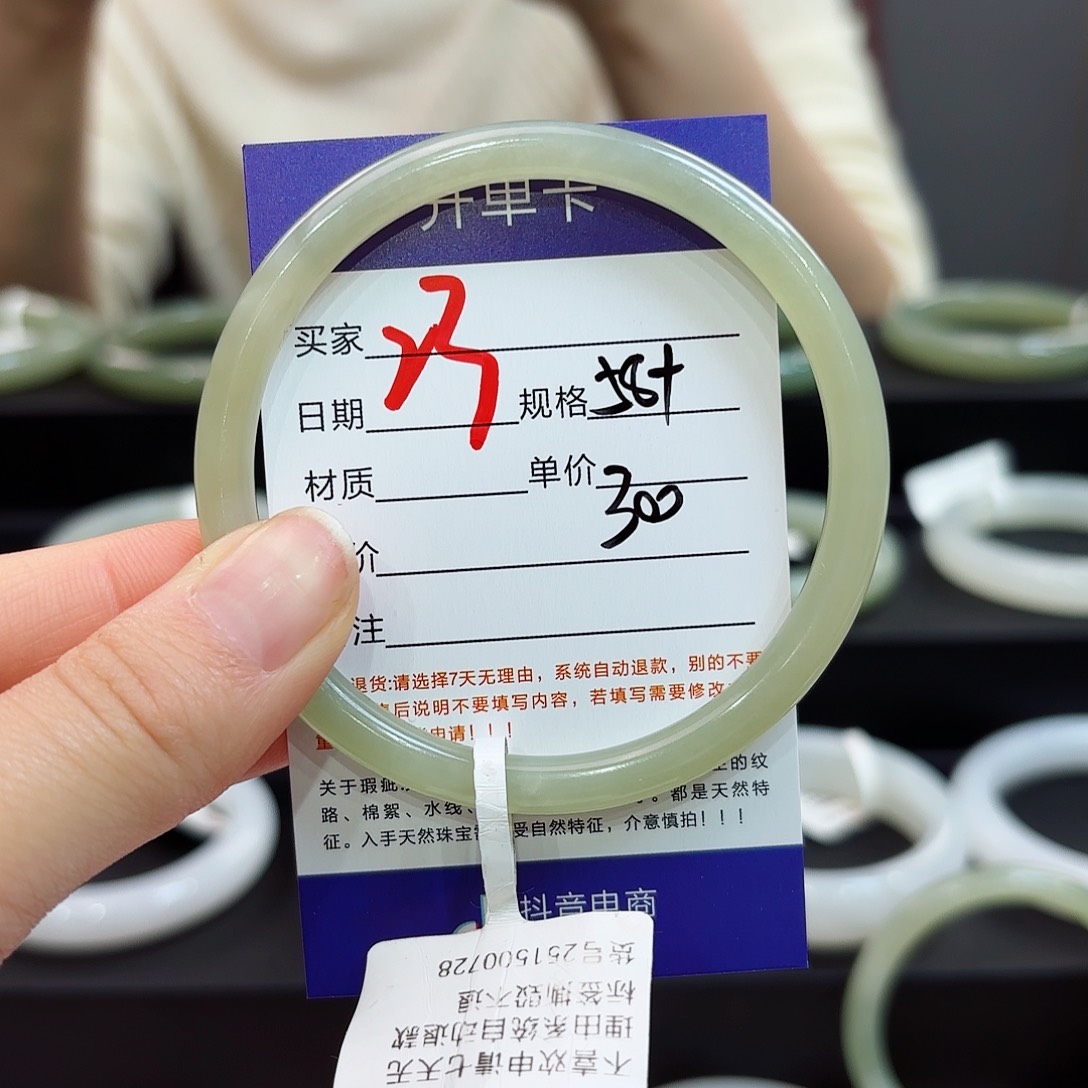 开单卡
买家
日期 规格 58+
材质 单价 300
价
注
退货:请选择7天无理由，系统自动退款，别的不要
后说明不要填写内容，若填写需要修改
申请！！！
关于瑕疵 的纹
路、棉絮、水线、 。都是天然特
征。入手天然珠宝 受自然特征，介意慎拍！！！
抖音电商
不喜欢申请七天无
理由系统自动退款
标签撕毁不退
货号251500728